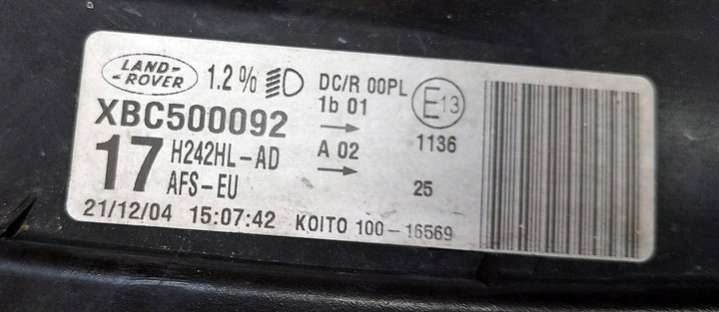 LAND-
-ROVER
1.2%
DC/R 00PL
1b 01
E13
XBC500092
→
1136
17
H242HL-AD
A 02
→
AFS-EU
25
21/12/04 15:07:42 KOITO 100-16569